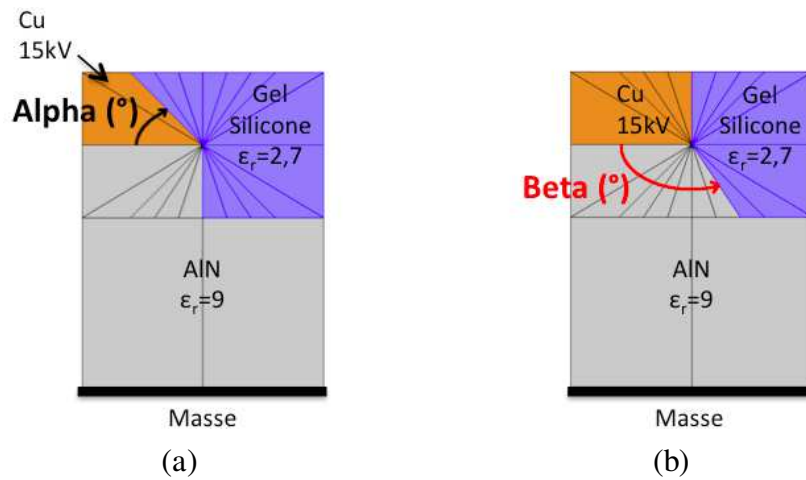 Cu
15kV
Alpha (°)
Gel
Silicone
εr=2,7
AlN
εr=9
Masse
(a)
Cu
15kV
Gel
Silicone
εr=2,7
Beta (°)
AlN
εr=9
Masse
(b)